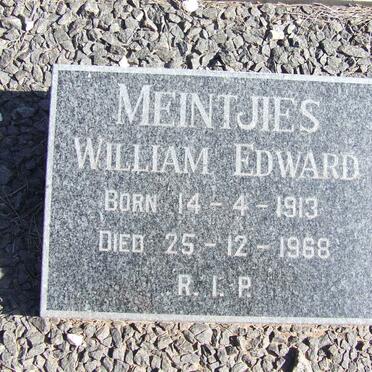 MEINTJIES
WILLIAM EDWARD
BORN 14 - 4 - 1913
DIED 25 - 12 - 1968
R. I. P.